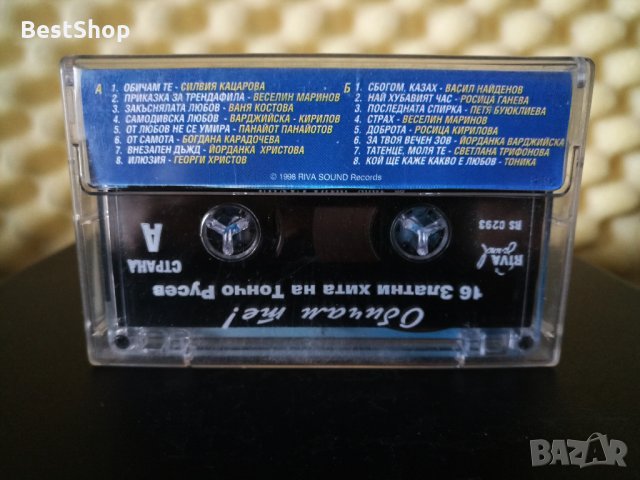 BestShop
А
1. ОБИЧАМ ТЕ - СИЛВИЯ КАЦАРОВА
2. ПРИКАЗКА ЗА ТРЕНДАФИЛА - ВЕСЕЛИН МАРИНОВ
3. ЗАКЪСНЯЛАТА ЛЮБОВ - ВАНЯ КОСТОВА
4. САМОДИВСКА ЛЮБОВ - ВАРДЖИЙСКА - КИРИЛОВ
5. ОТ ЛЮБОВ НЕ СЕ УМИРА - ПАНАЙОТ ПАНАЙОТОВ
6. ОТ САМОТА - БОГДАНА КАРАДОЧЕВА
7. ВНЕЗАПЕН ДЪЖД - ЙОРДАНКА ХРИСТОВА
8. ИЛЮЗИЯ - ГЕОРГИ ХРИСТОВ
Б
1. СБОГОМ, КАЗАХ - ВАСИЛ НАЙДЕНОВ
2. НАЙ ХУБАВИЯТ ЧАС - РОСИЦА ГАНЕВА
3. ПОСЛЕДНАТА СПИРКА - ПЕТЯ БУЮКЛИЕВА
4. СТРАХ - ВЕСЕЛИН МАРИНОВ
5. ДОБРОТА - РОСИЦА КИРИЛОВА
6. ЗА ТВОЯ ВЕЧЕН ЗОВ - ЙОРДАНКА ВАРДЖИЙСКА
7. ТАТЕНЦЕ, МОЛЯ ТЕ - СВЕТЛАНА ТРИФОНОВА
8. КОЙ ЩЕ КАЖЕ КАКВО Е ЛЮБОВ - ТОНИКА
© 1998 RIVA SOUND Records
Обичам те!
16 Златни хита на Тончо Русев
RIVA Sound
СТРАНА
А
RS 0293
BAZAR